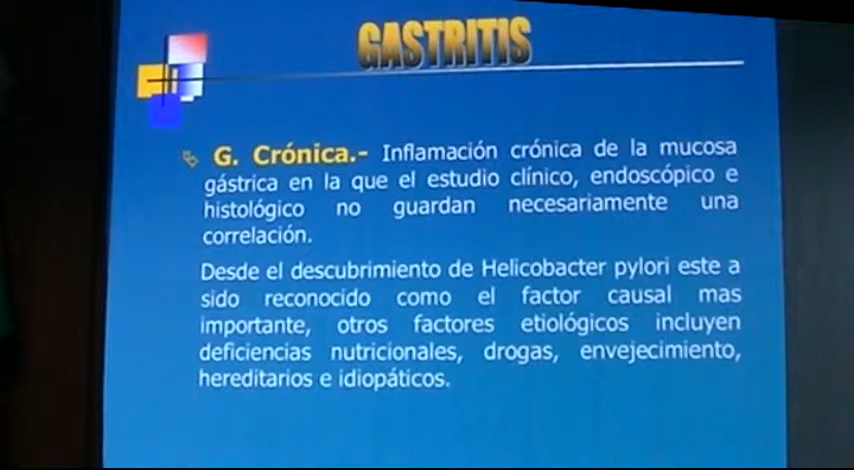 GASTRITIS
G. Crónica.- Inflamación crónica de la mucosa
gástrica en la que el estudio clínico, endoscópico e
histológico no guardan necesariamente una
correlación.
Desde el descubrimiento de Helicobacter pylori este a
sido reconocido como el factor causal mas
importante, otros factores etiológicos incluyen
deficiencias nutricionales, drogas, envejecimiento,
hereditarios e idiopáticos.